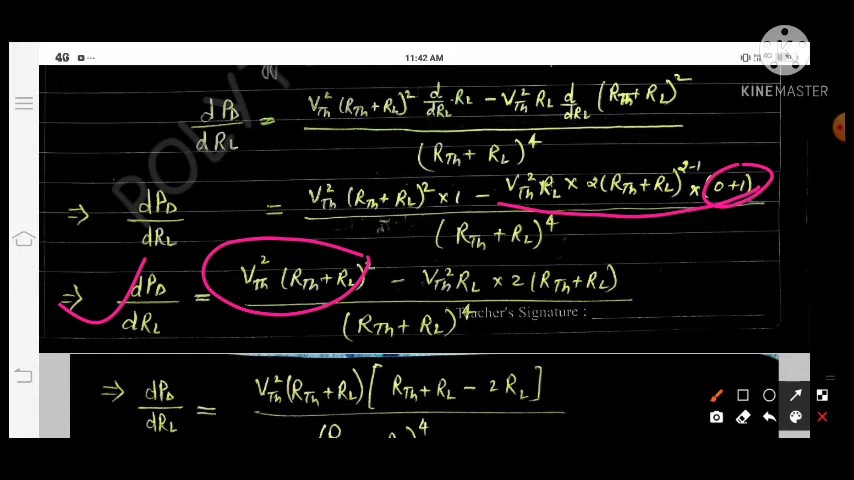 4G
11:42 AM
KINEMASTER
dP_D/dR_L = [V_Th² (R_Th+R_L)² d/dR_L · R_L − V_Th² R_L d/dR_L (R_Th+R_L)²] / (R_Th + R_L)⁴
⇒ dP_D/dR_L = [V_Th² (R_Th+R_L)² × 1 − V_Th² R_L × 2(R_Th+R_L)²⁻¹ × (0+1)] / (R_Th + R_L)⁴
⇒ dP_D/dR_L = [V_Th² (R_Th+R_L)² − V_Th² R_L × 2 (R_Th+R_L)] / (R_Th + R_L)⁴
Teacher's Signature :
⇒ dP_D/dR_L = V_Th² (R_Th+R_L) [R_Th+R_L − 2R_L]